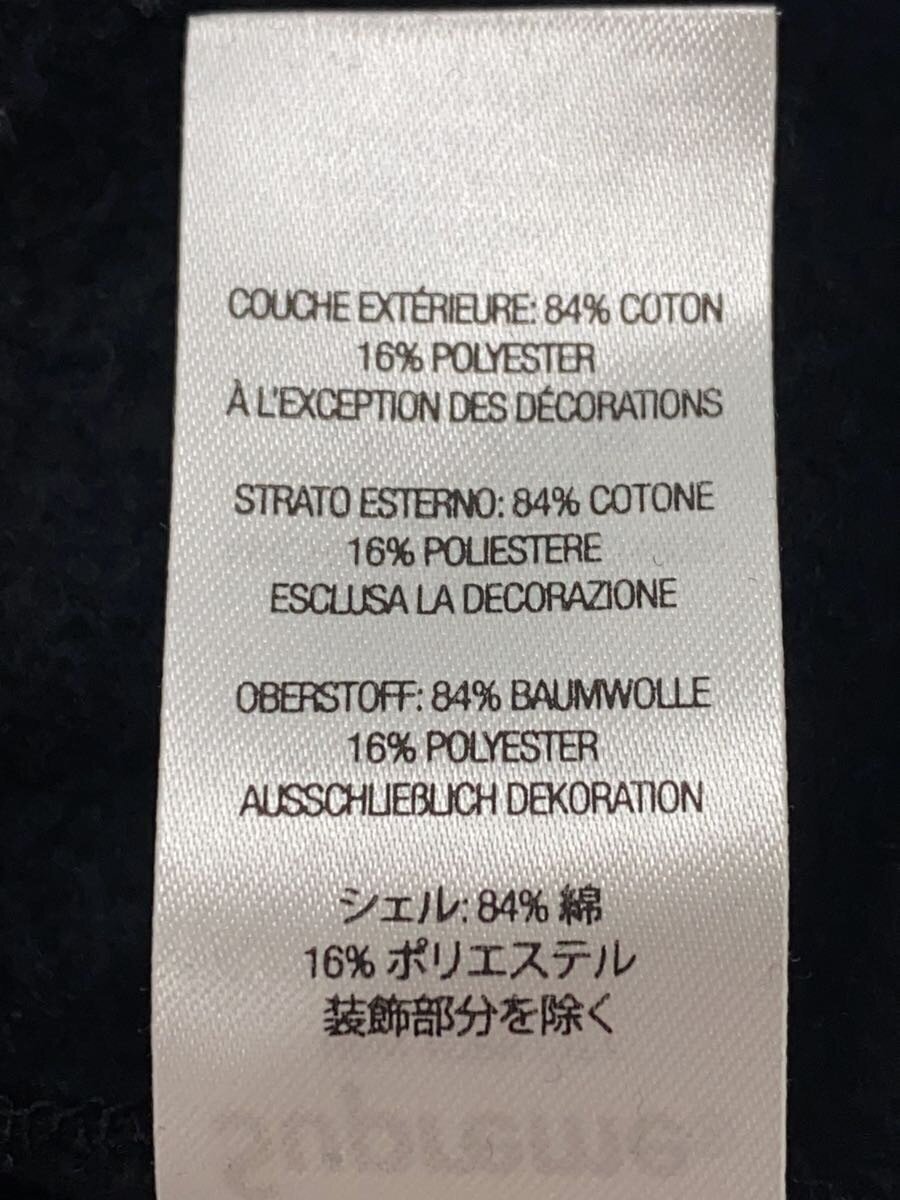 COUCHE EXTÉRIEURE: 84% COTON
16% POLYESTER
À L'EXCEPTION DES DÉCORATIONS
STRATO ESTERNO: 84% COTONE
16% POLIESTERE
ESCLUSA LA DECORAZIONE
OBERSTOFF: 84% BAUMWOLLE
16% POLYESTER
AUSSCHLIEßLICH DEKORATION
シェル: 84% 綿
16% ポリエステル
装飾部分を除く